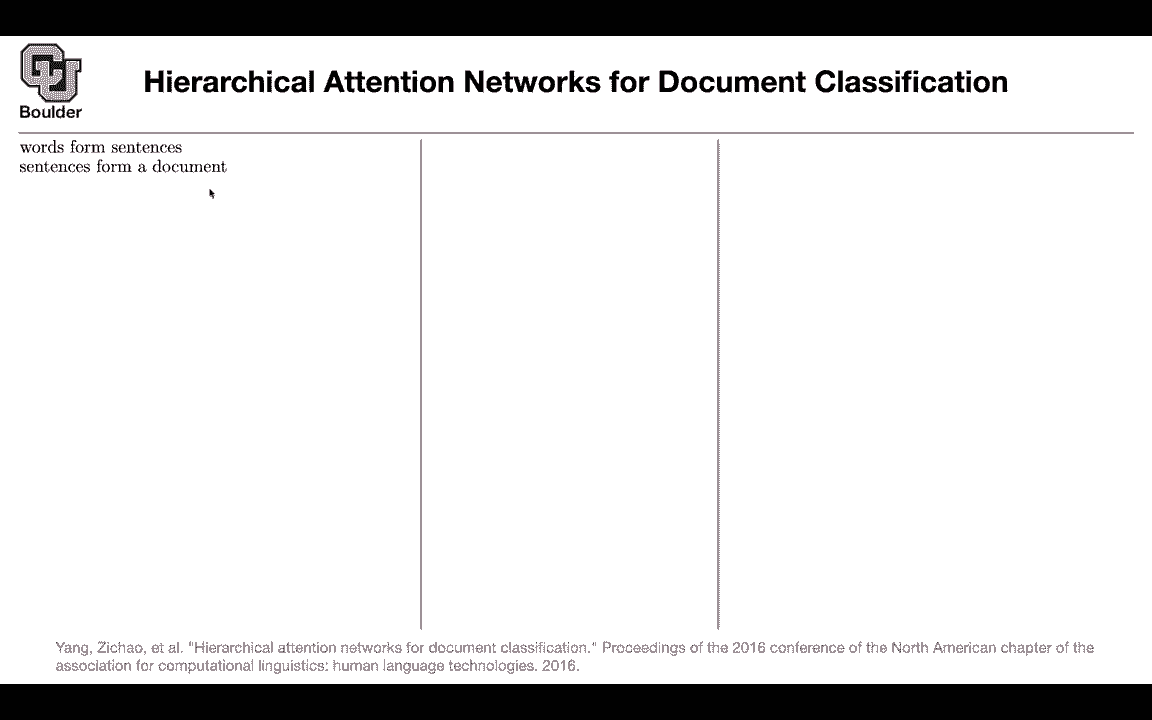 Boulder
Hierarchical Attention Networks for Document Classification
words form sentences
sentences form a document
Yang, Zichao, et al. "Hierarchical attention networks for document classification." Proceedings of the 2016 conference of the North American chapter of the
association for computational linguistics: human language technologies. 2016.